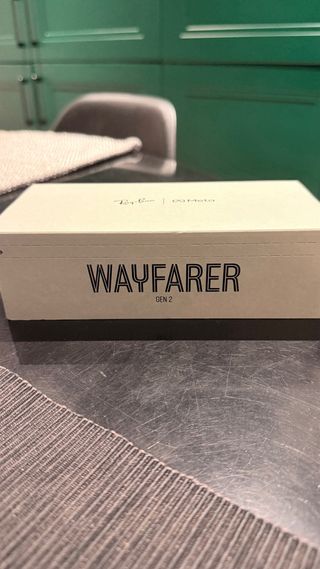 Ray-Ban | Meta
WAYFARER
GEN 2